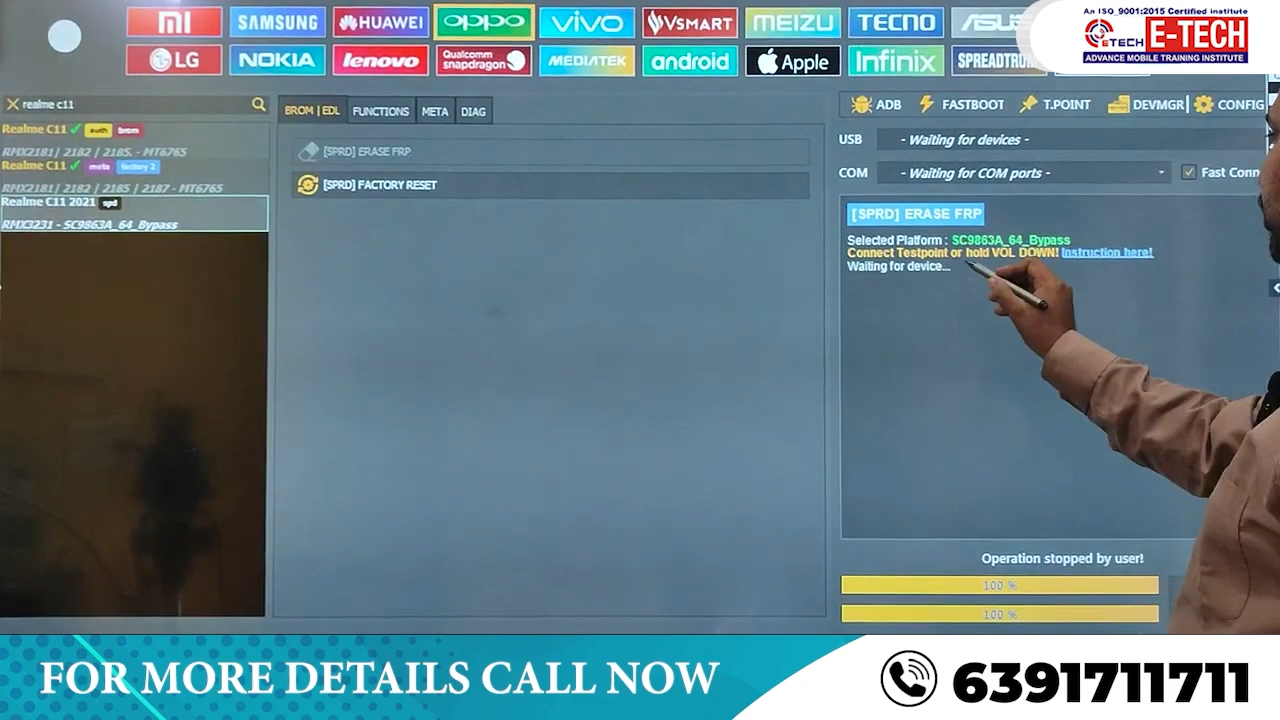 mi
SAMSUNG
HUAWEI
oppo
vivo
VSMART
MEIZU
TECNO
LG
NOKIA
lenovo
Qualcomm
snapdragon
MEDIATEK
android
Apple
Infinix
An ISO_9001:2015 Certified institute
ETECH E-TECH
ADVANCE MOBILE TRAINING INSTITUTE
realme c11
Realme C11 ✓ auth brom
RMX2181/ 2182 / 2185. - MT6765
Realme C11 ✓ meta factory 2
RMX2181/ 2182 / 2185 / 2187 - MT6765
Realme C11 2021 spd
RMX3231 - SC9863A_64_Bypass
BROM | EDL FUNCTIONS META DIAG
[SPRD] ERASE FRP
[SPRD] FACTORY RESET
ADB FASTBOOT T.POINT DEVMGR| CONFIG
USB - Waiting for devices -
COM - Waiting for COM ports - Fast
[SPRD] ERASE FRP
Selected Platform : SC9863A_64_Bypass
Connect Testpoint or hold VOL DOWN! Instruction here!
Waiting for device...
Operation stopped by user!
100 %
100 %
FOR MORE DETAILS CALL NOW
6391711711